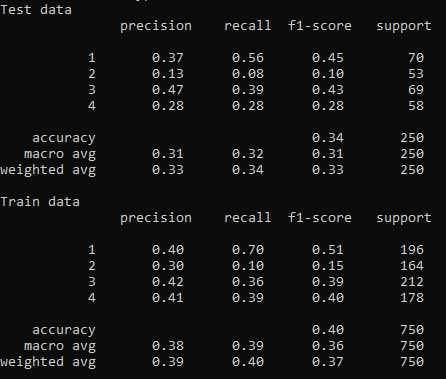 Test data
precision recall f1-score support
1 0.37 0.56 0.45 70
2 0.13 0.08 0.10 53
3 0.47 0.39 0.43 69
4 0.28 0.28 0.28 58
accuracy 0.34 250
macro avg 0.31 0.32 0.31 250
weighted avg 0.33 0.34 0.33 250
Train data
precision recall f1-score support
1 0.40 0.70 0.51 196
2 0.30 0.10 0.15 164
3 0.42 0.36 0.39 212
4 0.41 0.39 0.40 178
accuracy 0.40 750
macro avg 0.38 0.39 0.36 750
weighted avg 0.39 0.40 0.37 750